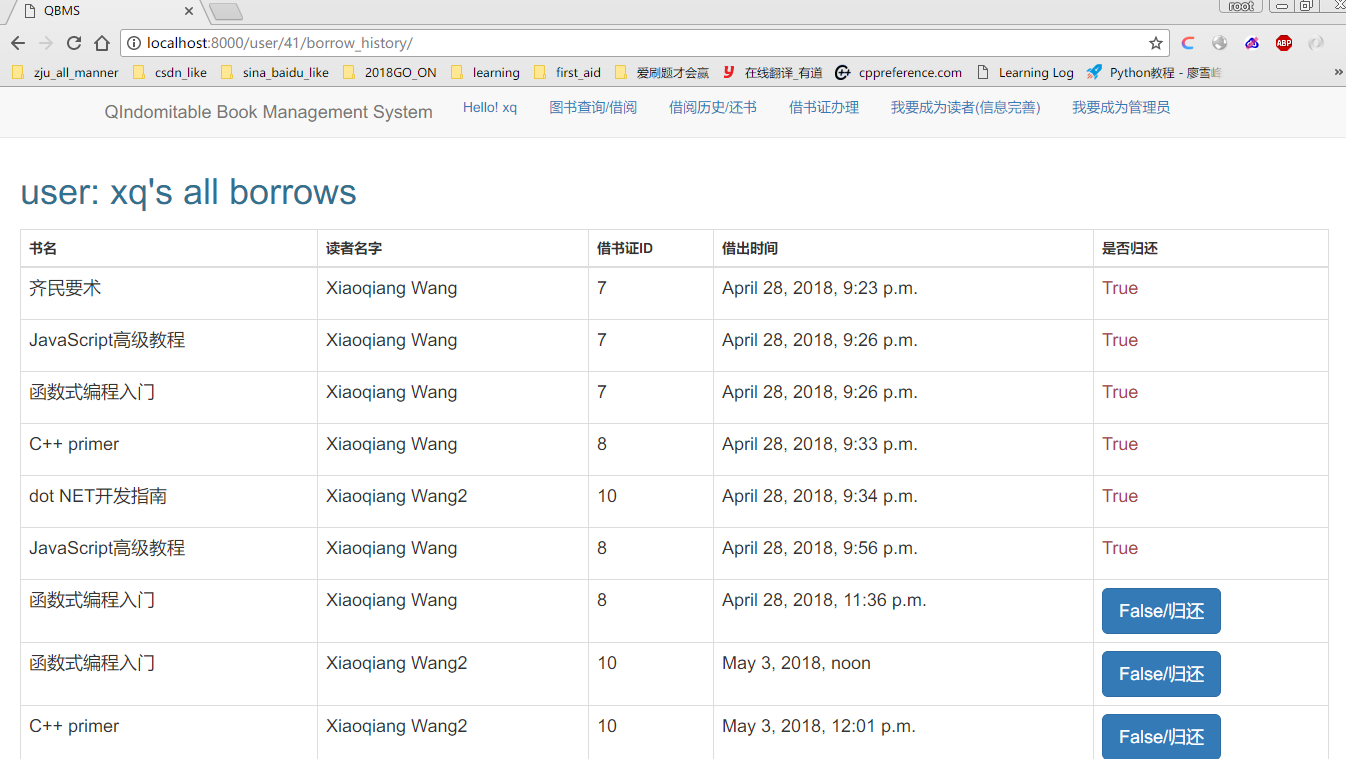 QBMS
root
localhost:8000/user/41/borrow_history/
ABP
zju_all_manner csdn_like sina_baidu_like 2018GO_ON learning first_aid 爱刷题才会赢 在线翻译_有道 cppreference.com Learning Log Python教程 - 廖雪峰
QIndomitable Book Management System Hello! xq 图书查询/借阅 借阅历史/还书 借书证办理 我要成为读者(信息完善) 我要成为管理员
user: xq's all borrows
书名 读者名字 借书证ID 借出时间 是否归还
齐民要术 Xiaoqiang Wang 7 April 28, 2018, 9:23 p.m. True
JavaScript高级教程 Xiaoqiang Wang 7 April 28, 2018, 9:26 p.m. True
函数式编程入门 Xiaoqiang Wang 7 April 28, 2018, 9:26 p.m. True
C++ primer Xiaoqiang Wang 8 April 28, 2018, 9:33 p.m. True
dot NET开发指南 Xiaoqiang Wang2 10 April 28, 2018, 9:34 p.m. True
JavaScript高级教程 Xiaoqiang Wang 8 April 28, 2018, 9:56 p.m. True
函数式编程入门 Xiaoqiang Wang 8 April 28, 2018, 11:36 p.m. False/归还
函数式编程入门 Xiaoqiang Wang2 10 May 3, 2018, noon False/归还
C++ primer Xiaoqiang Wang2 10 May 3, 2018, 12:01 p.m. False/归还